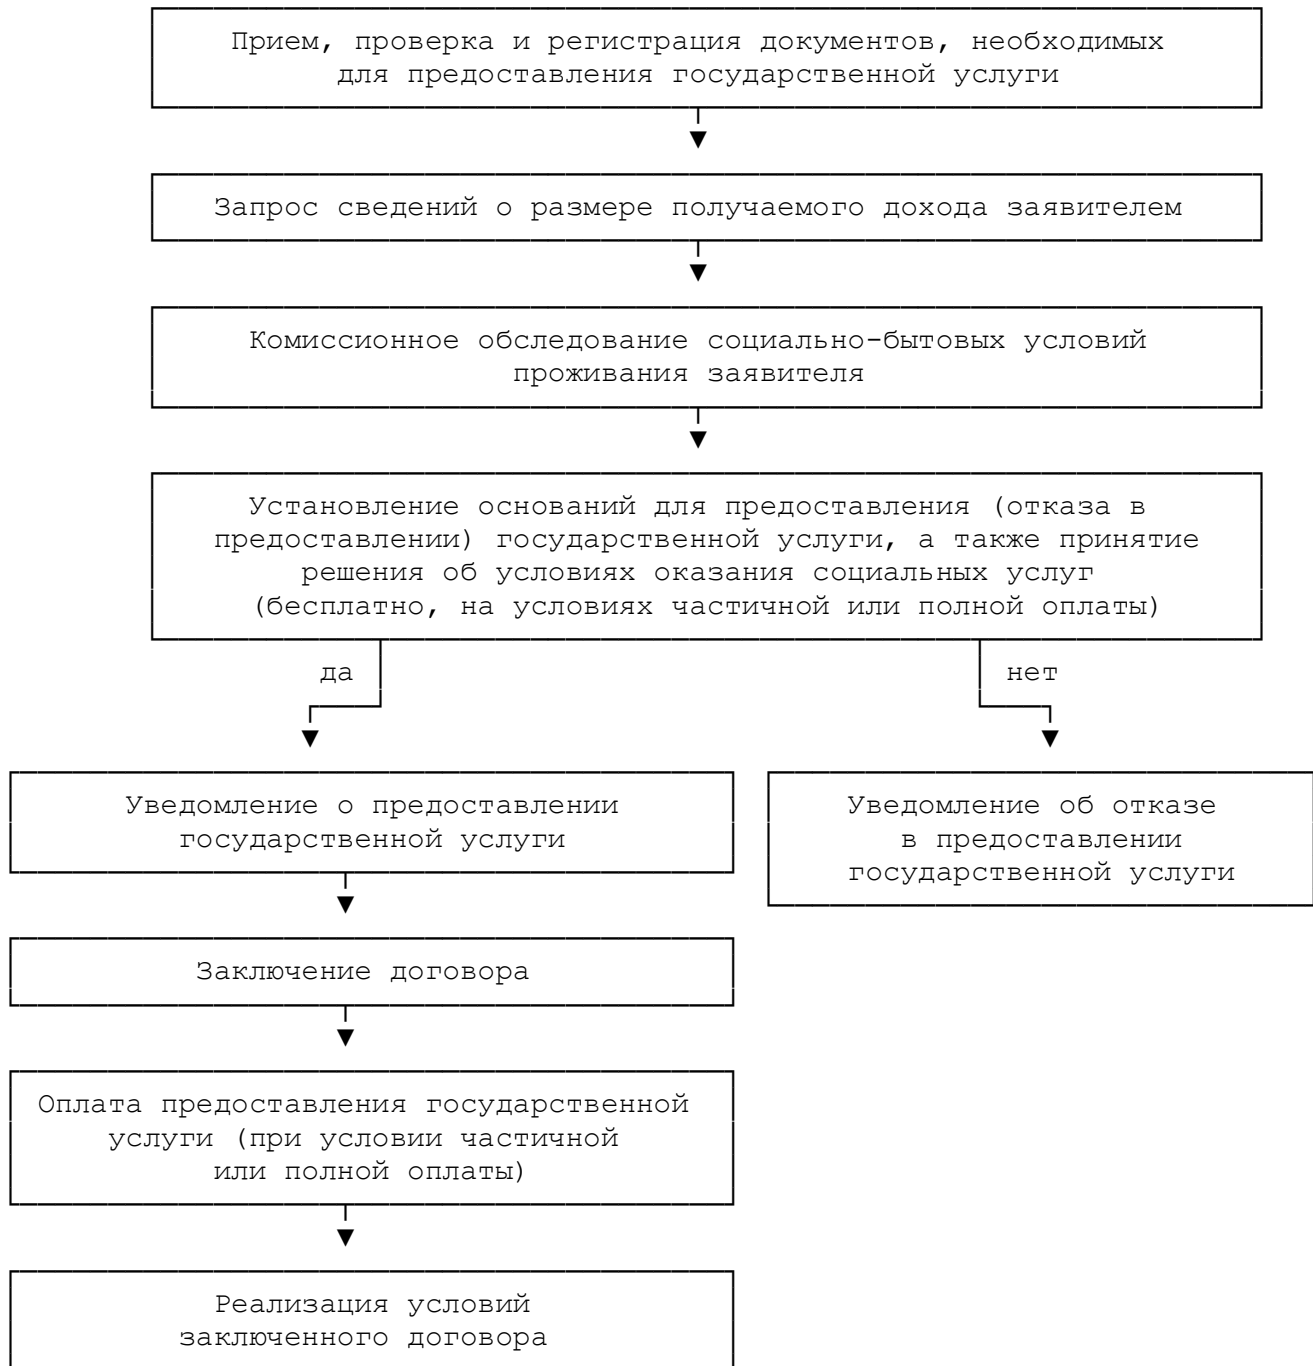 Прием, проверка и регистрация документов, необходимых
для предоставления государственной услуги
Запрос сведений о размере получаемого дохода заявителем
Комиссионное обследование социально-бытовых условий
проживания заявителя
Установление оснований для предоставления (отказа в
предоставлении) государственной услуги, а также принятие
решения об условиях оказания социальных услуг
(бесплатно, на условиях частичной или полной оплаты)
да
нет
Уведомление о предоставлении
государственной услуги
Уведомление об отказе
в предоставлении
государственной услуги
Заключение договора
Оплата предоставления государственной
услуги (при условии частичной
или полной оплаты)
Реализация условий
заключенного договора